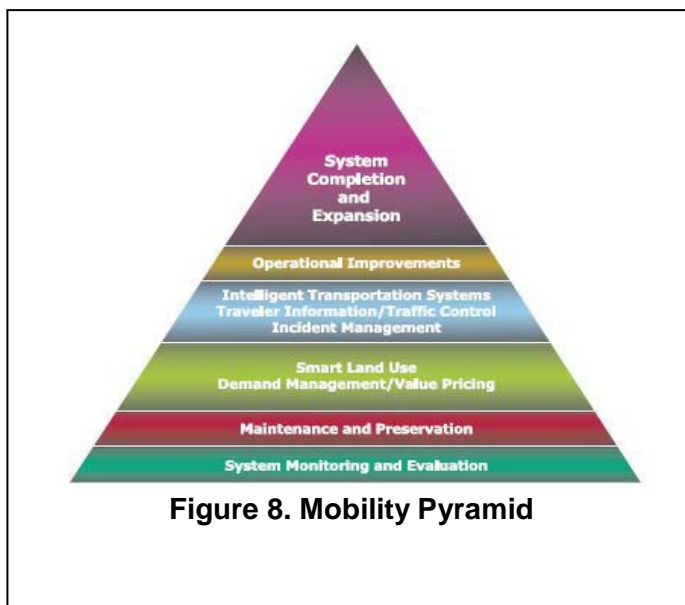 System
Completion
and
Expansion
Operational Improvements
Intelligent Transportation Systems
Traveler Information/Traffic Control
Incident Management
Smart Land Use
Demand Management/Value Pricing
Maintenance and Preservation
System Monitoring and Evaluation
Figure 8. Mobility Pyramid